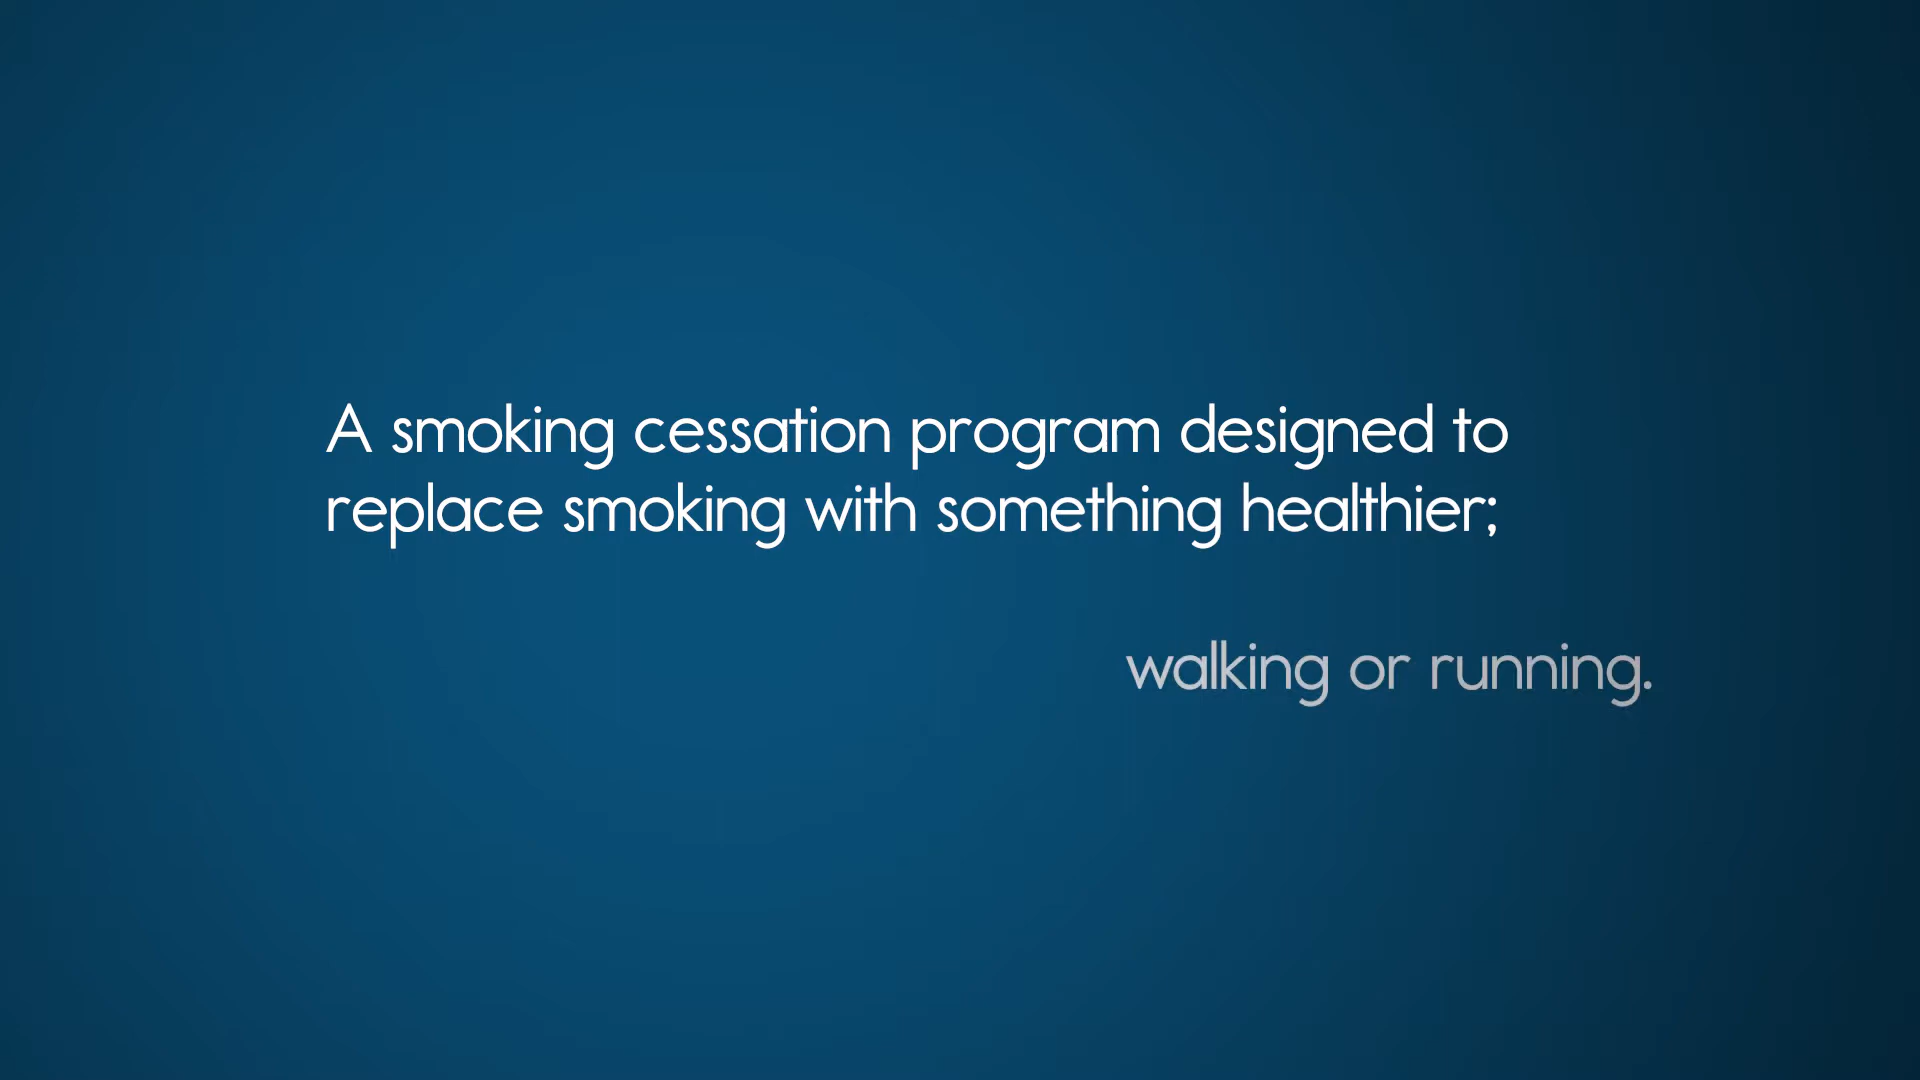 A smoking cessation program designed to
replace smoking with something healthier;
walking or running.